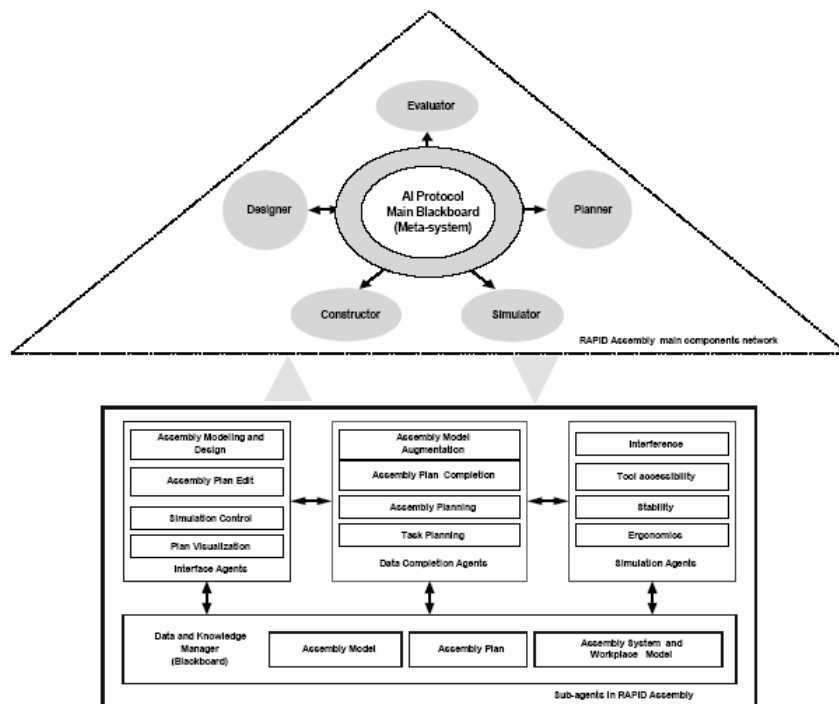 Evaluator
AI Protocol
Main Blackboard
(Meta-system)
Designer
Planner
Constructor
Simulator
RAPID Assembly main components network
Assembly Modeling and
Design
Assembly Plan Edit
Simulation Control
Plan Visualization
Interface Agents
Assembly Model
Augmentation
Assembly Plan Completion
Assembly Planning
Task Planning
Data Completion Agents
Interference
Tool accessibility
Stability
Ergonomics
Simulation Agents
Data and Knowledge
Manager
(Blackboard)
Assembly Model
Assembly Plan
Assembly System and
Workplace Model
Sub-agents in RAPID Assembly